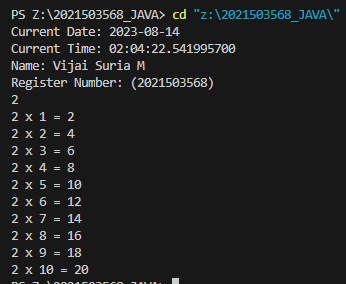 PS Z:\2021503568_JAVA> cd "z:\2021503568_JAVA\"
Current Date: 2023-08-14
Current Time: 02:04:22.541995700
Name: Vijai Suria M
Register Number: (2021503568)
2
2 x 1 = 2
2 x 2 = 4
2 x 3 = 6
2 x 4 = 8
2 x 5 = 10
2 x 6 = 12
2 x 7 = 14
2 x 8 = 16
2 x 9 = 18
2 x 10 = 20
PS Z:\2021503568_JAVA>